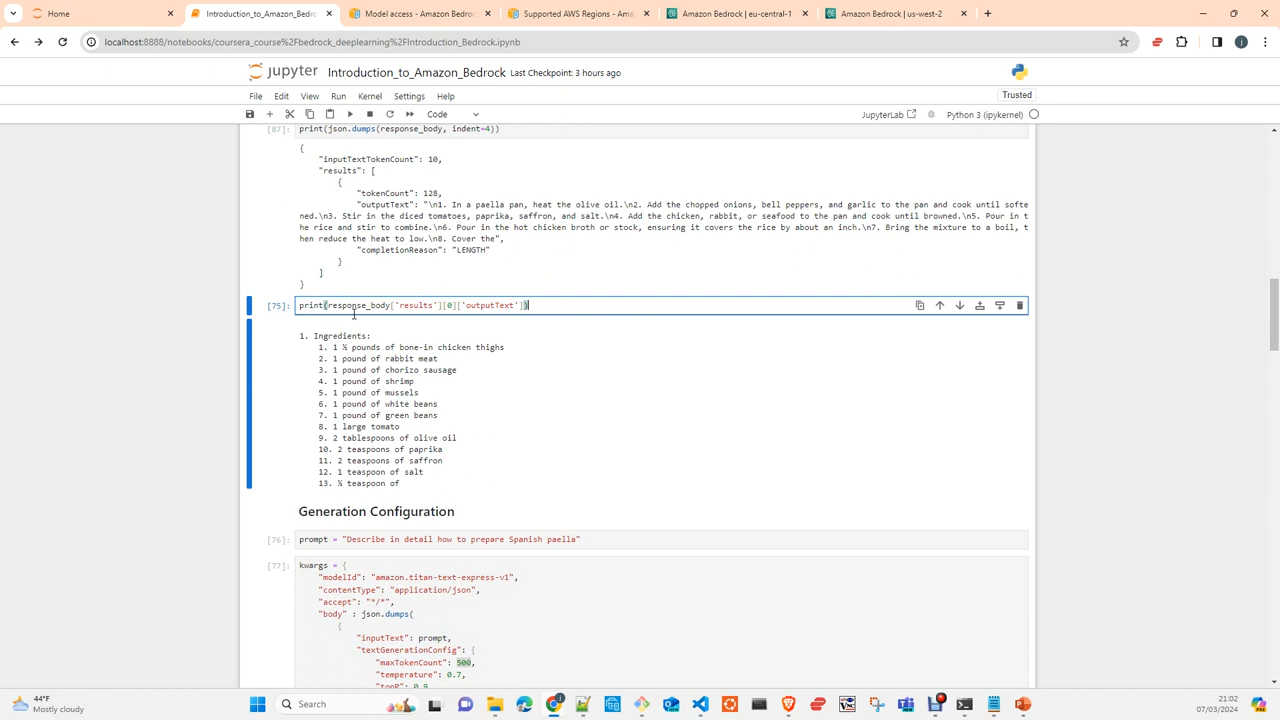 Home
Introduction_to_Amazon_Bedro
Model access - Amazon Bedroc
Supported AWS Regions - Ama
Amazon Bedrock | eu-central-1
Amazon Bedrock | us-west-2
localhost:8888/notebooks/coursera_course%2Fbedrock_deeplearning%2FIntroduction_Bedrock.ipynb
jupyter Introduction_to_Amazon_Bedrock Last Checkpoint: 3 hours ago
File Edit View Run Kernel Settings Help
Trusted
Code
JupyterLab
Python 3 (ipykernel)
[87]: print(json.dumps(response_body, indent=4))
{
"inputTextTokenCount": 10,
"results": [
{
"tokenCount": 128,
"outputText": "\n1. In a paella pan, heat the olive oil.\n2. Add the chopped onions, bell peppers, and garlic to the pan and cook until softe
ned.\n3. Stir in the diced tomatoes, paprika, saffron, and salt.\n4. Add the chicken, rabbit, or seafood to the pan and cook until browned.\n5. Pour in t
he rice and stir to combine.\n6. Pour in the hot chicken broth or stock, ensuring it covers the rice by about an inch.\n7. Bring the mixture to a boil, t
hen reduce the heat to low.\n8. Cover the",
"completionReason": "LENGTH"
}
]
}
[75]: print(response_body['results'][0]['outputText'])
1. Ingredients:
1. 1 ½ pounds of bone-in chicken thighs
2. 1 pound of rabbit meat
3. 1 pound of chorizo sausage
4. 1 pound of shrimp
5. 1 pound of mussels
6. 1 pound of white beans
7. 1 pound of green beans
8. 1 large tomato
9. 2 tablespoons of olive oil
10. 2 teaspoons of paprika
11. 2 teaspoons of saffron
12. 1 teaspoon of salt
13. ½ teaspoon of
Generation Configuration
[76]: prompt = "Describe in detail how to prepare Spanish paella"
[77]: kwargs = {
"modelId": "amazon.titan-text-express-v1",
"contentType": "application/json",
"accept": "*/*",
"body" : json.dumps(
{
"inputText": prompt,
"textGenerationConfig": {
"maxTokenCount": 500,
"temperature": 0.7,
"topP": 0.9
44°F
Mostly cloudy
Search
21:02
07/03/2024